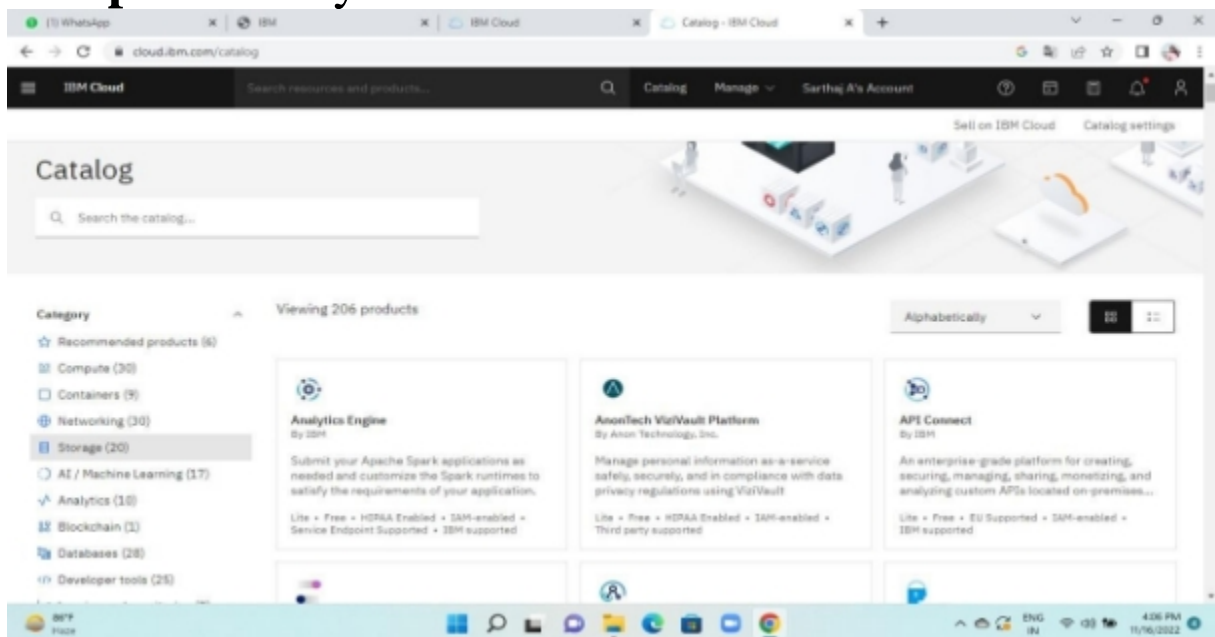 (1) WhatsApp
IBM
IBM Cloud
Catalog - IBM Cloud
cloud.ibm.com/catalog
IBM Cloud
Search resources and products...
Catalog
Manage
Sarthaj A's Account
Sell on IBM Cloud
Catalog settings
Catalog
Search the catalog...
Category
Viewing 206 products
Alphabetically
Recommended products (6)
Compute (30)
Containers (9)
Networking (30)
Storage (20)
AI / Machine Learning (17)
Analytics (10)
Blockchain (1)
Databases (28)
Developer tools (25)
Analytics Engine
By IBM
Submit your Apache Spark applications as
needed and customize the Spark runtimes to
satisfy the requirements of your application.
Lite • Free • HIPAA Enabled • IAM-enabled •
Service Endpoint Supported • IBM supported
AnonTech ViziVault Platform
By Anon Technology, Inc.
Manage personal information as-a-service
safely, securely, and in compliance with data
privacy regulations using ViziVault
Lite • Free • HIPAA Enabled • IAM-enabled •
Third party supported
API Connect
By IBM
An enterprise-grade platform for creating,
securing, managing, sharing, monetizing, and
analyzing custom APIs located on-premises...
Lite • Free • EU Supported • IAM-enabled •
IBM supported
86°F
Haze
ENG
IN
4:06 PM
11/16/2022